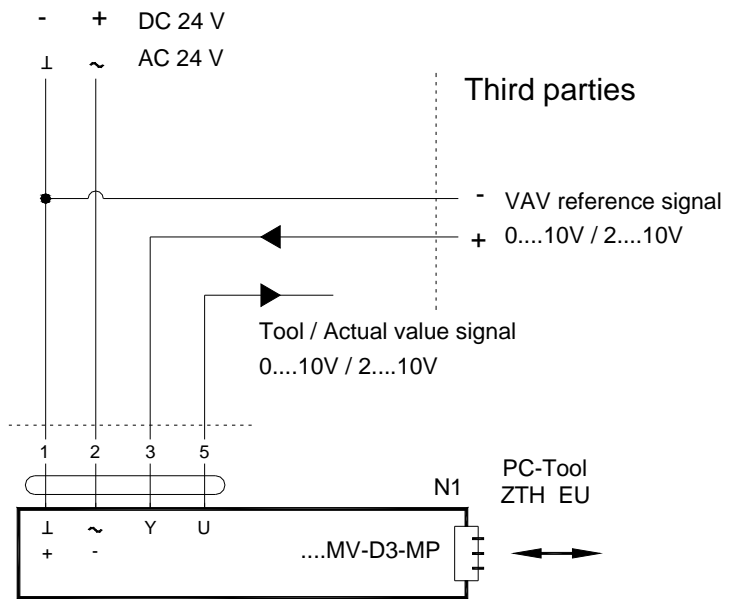 - + DC 24 V
⊥ ~ AC 24 V
Third parties
- VAV reference signal
+ 0....10V / 2....10V
Tool / Actual value signal
0....10V / 2....10V
1 2 3 5
N1
PC-Tool
ZTH EU
⊥ ~ Y U
+ -
....MV-D3-MP